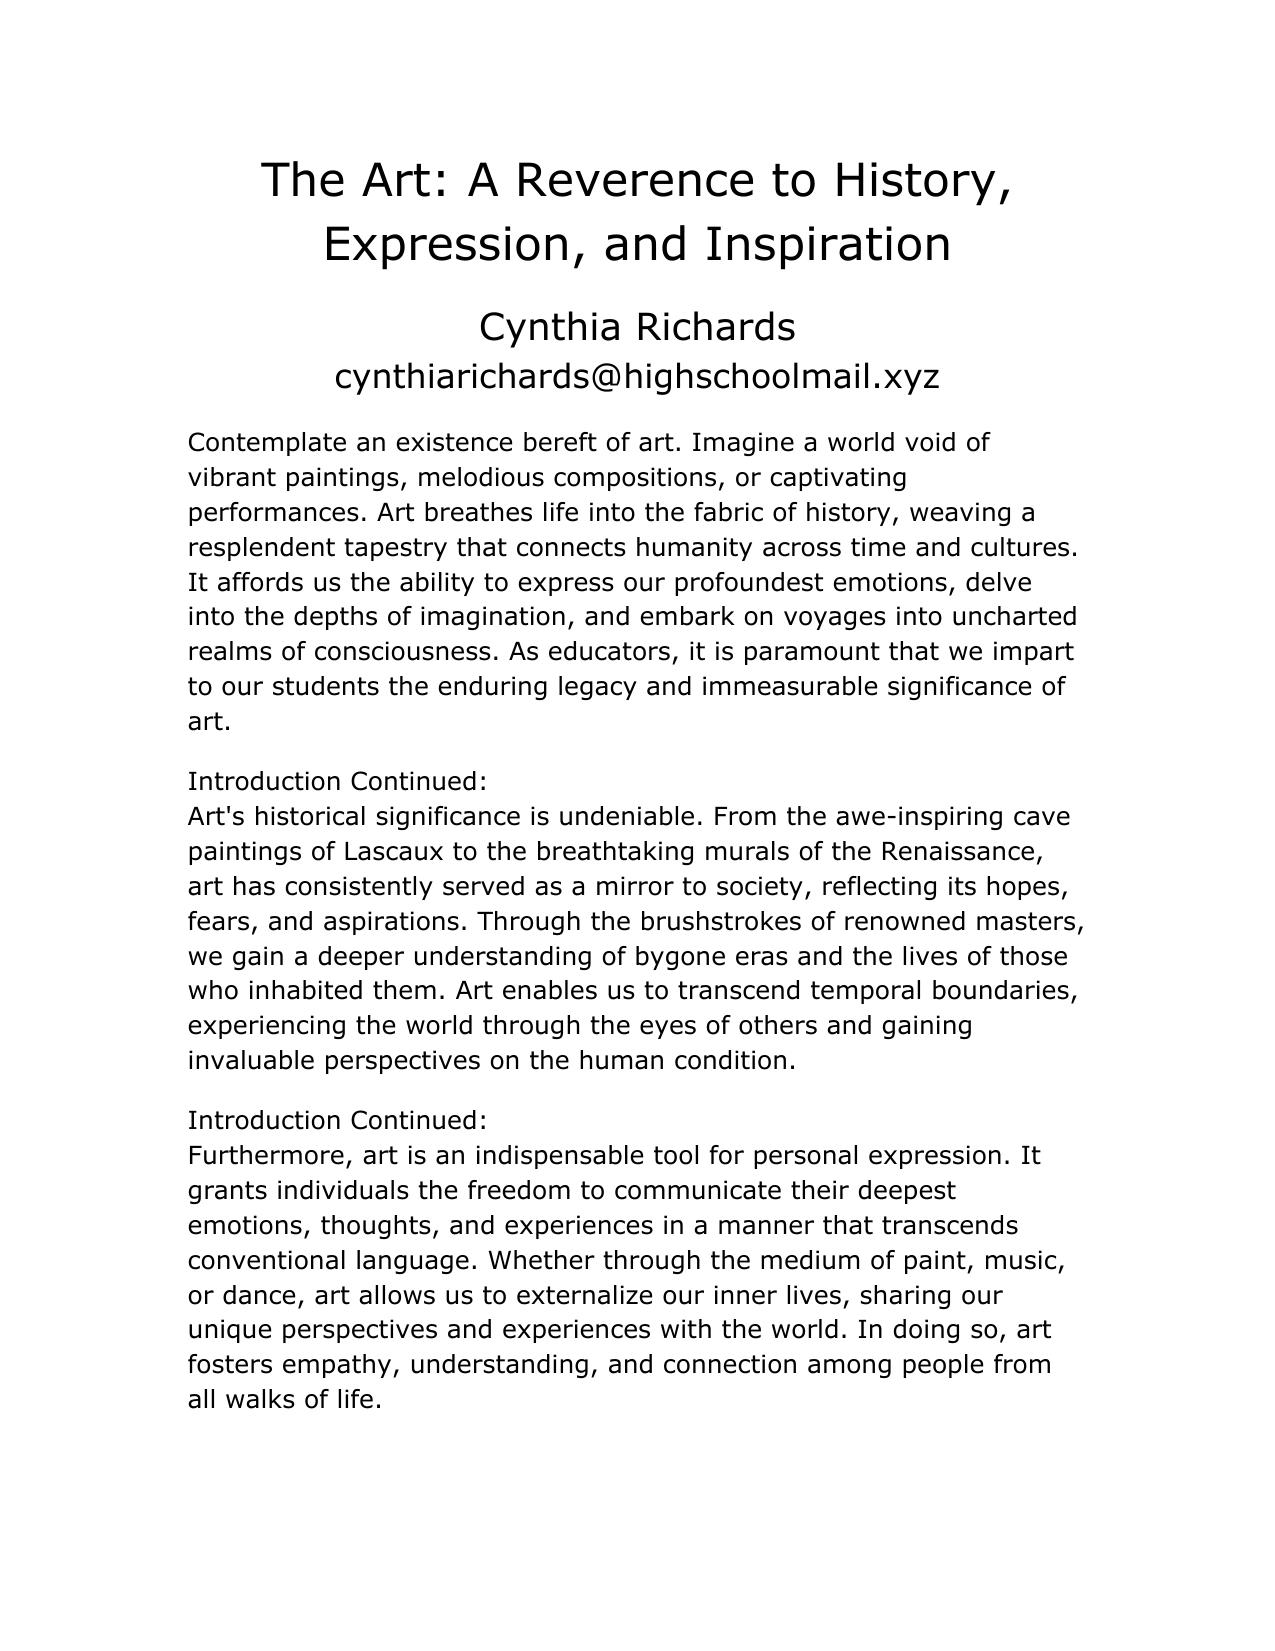 The Art: A Reverence to History,
Expression, and Inspiration
Cynthia Richards
cynthiarichards@highschoolmail.xyz
Contemplate an existence bereft of art. Imagine a world void of
vibrant paintings, melodious compositions, or captivating
performances. Art breathes life into the fabric of history, weaving a
resplendent tapestry that connects humanity across time and cultures.
It affords us the ability to express our profoundest emotions, delve
into the depths of imagination, and embark on voyages into uncharted
realms of consciousness. As educators, it is paramount that we impart
to our students the enduring legacy and immeasurable significance of
art.
Introduction Continued:
Art's historical significance is undeniable. From the awe-inspiring cave
paintings of Lascaux to the breathtaking murals of the Renaissance,
art has consistently served as a mirror to society, reflecting its hopes,
fears, and aspirations. Through the brushstrokes of renowned masters,
we gain a deeper understanding of bygone eras and the lives of those
who inhabited them. Art enables us to transcend temporal boundaries,
experiencing the world through the eyes of others and gaining
invaluable perspectives on the human condition.
Introduction Continued:
Furthermore, art is an indispensable tool for personal expression. It
grants individuals the freedom to communicate their deepest
emotions, thoughts, and experiences in a manner that transcends
conventional language. Whether through the medium of paint, music,
or dance, art allows us to externalize our inner lives, sharing our
unique perspectives and experiences with the world. In doing so, art
fosters empathy, understanding, and connection among people from
all walks of life.